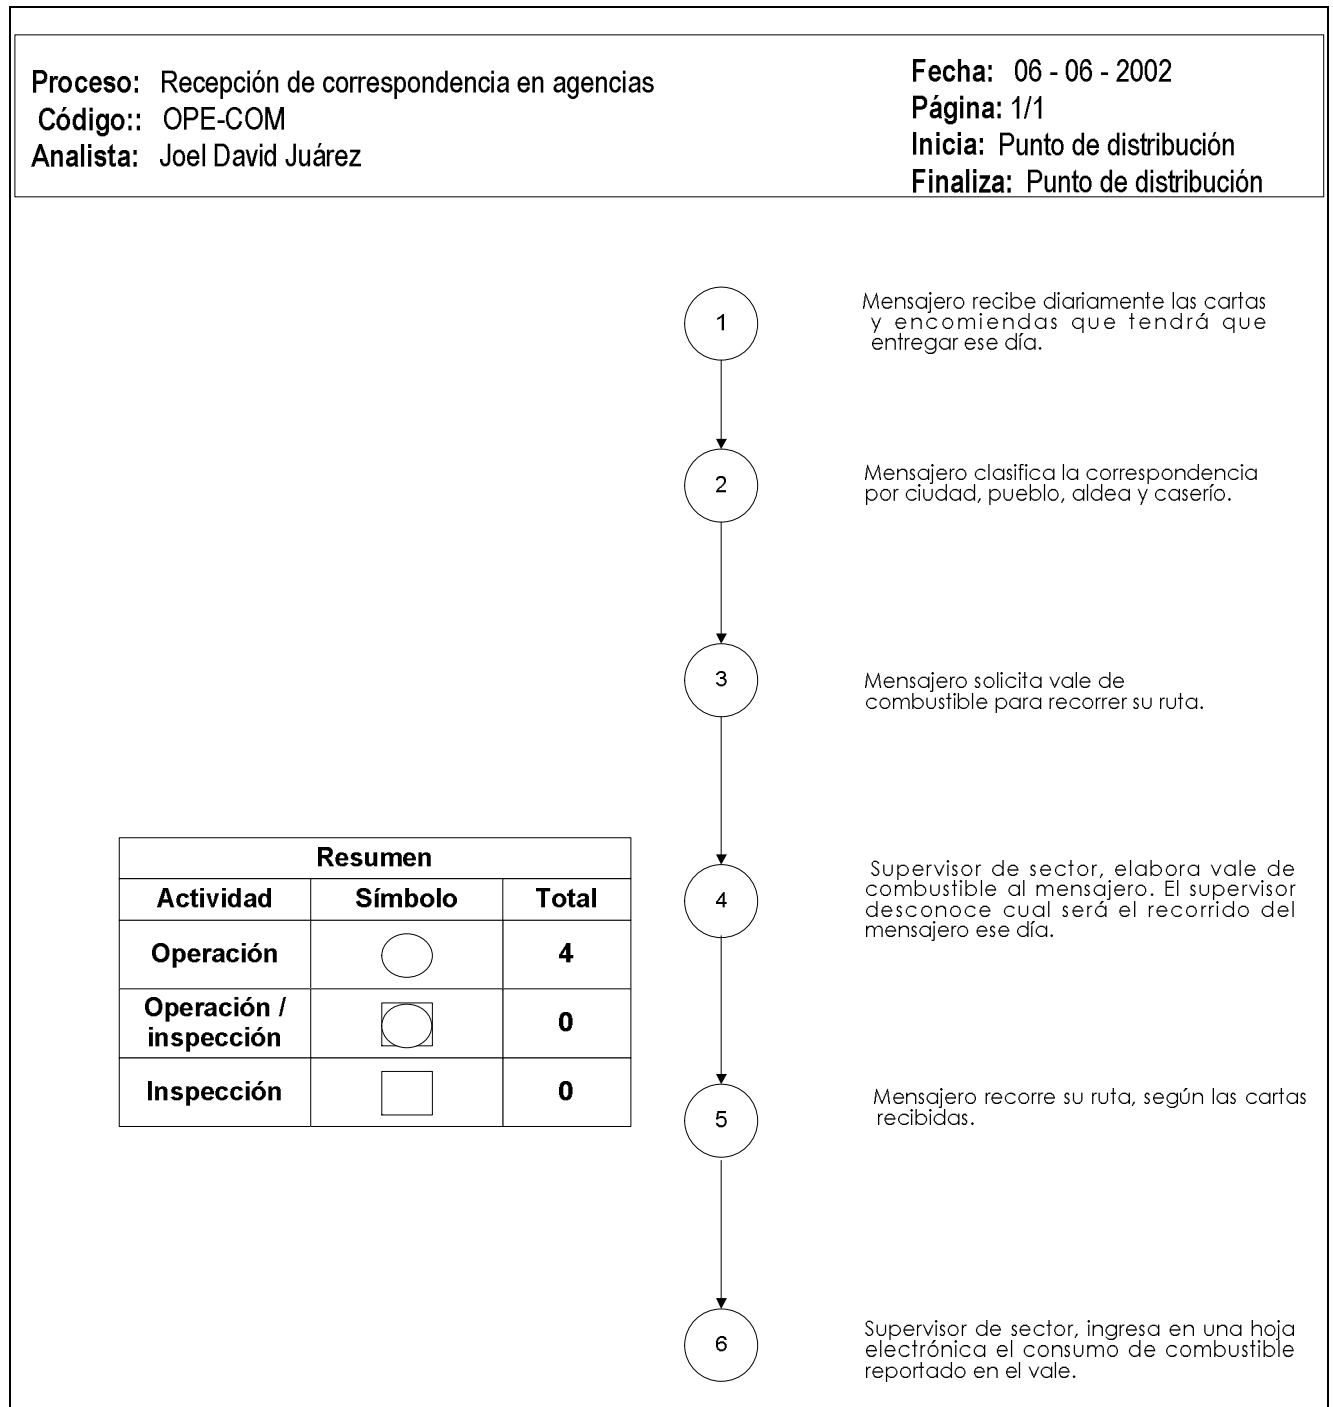 Proceso: Recepción de correspondencia en agencias
Código:: OPE-COM
Analista: Joel David Juárez
Fecha: 06 - 06 - 2002
Página: 1/1
Inicia: Punto de distribución
Finaliza: Punto de distribución
1
Mensajero recibe diariamente las cartas
y encomiendas que tendrá que
entregar ese día.
2
Mensajero clasifica la correspondencia
por ciudad, pueblo, aldea y caserío.
3
Mensajero solicita vale de
combustible para recorrer su ruta.
Resumen
Actividad Símbolo Total
Operación 4
Operación /
inspección 0
Inspección 0
4
Supervisor de sector, elabora vale de
combustible al mensajero. El supervisor
desconoce cual será el recorrido del
mensajero ese día.
5
Mensajero recorre su ruta, según las cartas
recibidas.
6
Supervisor de sector, ingresa en una hoja
electrónica el consumo de combustible
reportado en el vale.